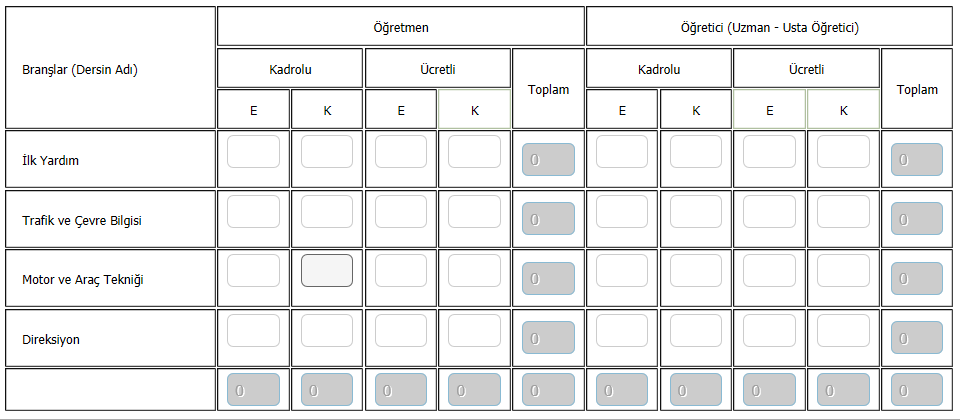 Branşlar (Dersin Adı)
Öğretmen
Öğretici (Uzman - Usta Öğretici)
Kadrolu
Ücretli
Toplam
Kadrolu
Ücretli
Toplam
E
K
E
K
E
K
E
K
İlk Yardım
0
0
Trafik ve Çevre Bilgisi
0
0
Motor ve Araç Tekniği
0
0
Direksiyon
0
0
0
0
0
0
0
0
0
0
0
0